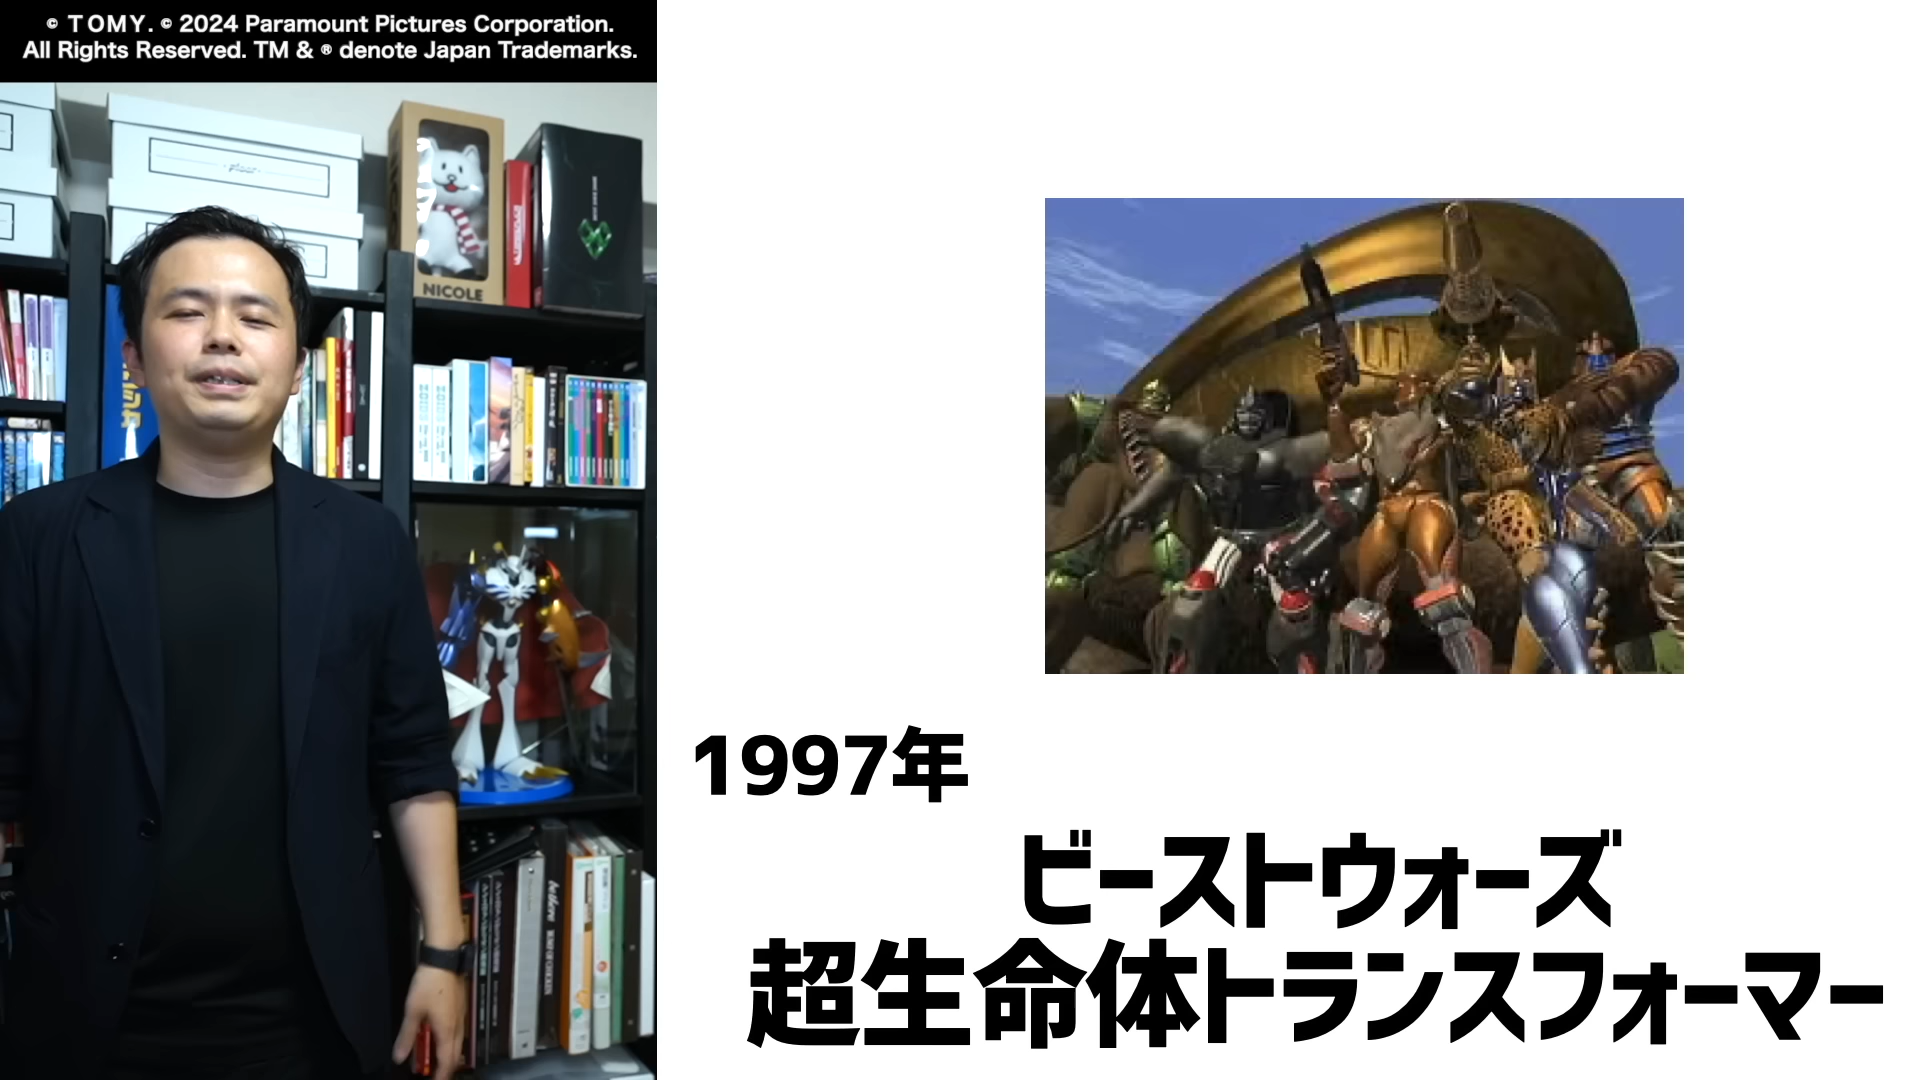 © TOMY. © 2024 Paramount Pictures Corporation.
All Rights Reserved. TM & ® denote Japan Trademarks.
NICOLE
1997年
ビーストウォーズ
超生命体トランスフォーマー